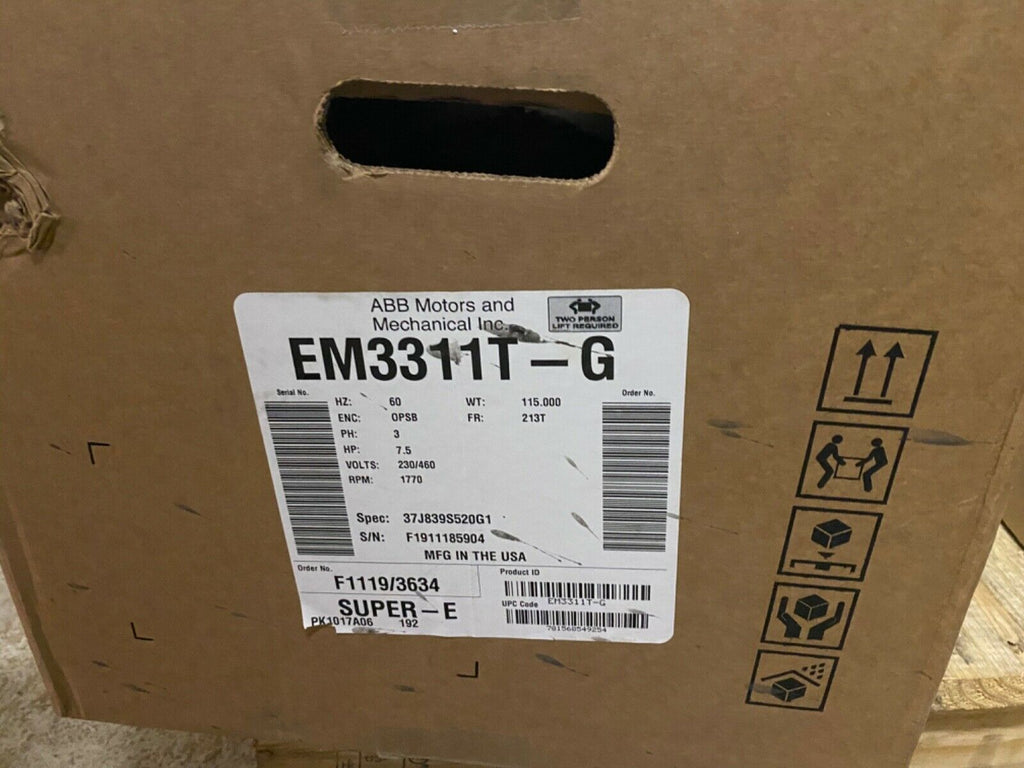 ABB Motors and
Mechanical Inc.
TWO PERSON
LIFT REQUIRED
EM3311T-G
Serial No.
Order No.
HZ: 60 WT: 115.000
ENC: OPSB FR: 213T
PH: 3
HP: 7.5
VOLTS: 230/460
RPM: 1770
Spec: 37J839S520G1
S/N: F1911185904
MFG IN THE USA
Order No.
F1119/3634
Product ID
EM3311T-G
SUPER-E
UPC Code
PK1017A06 192
781568549254